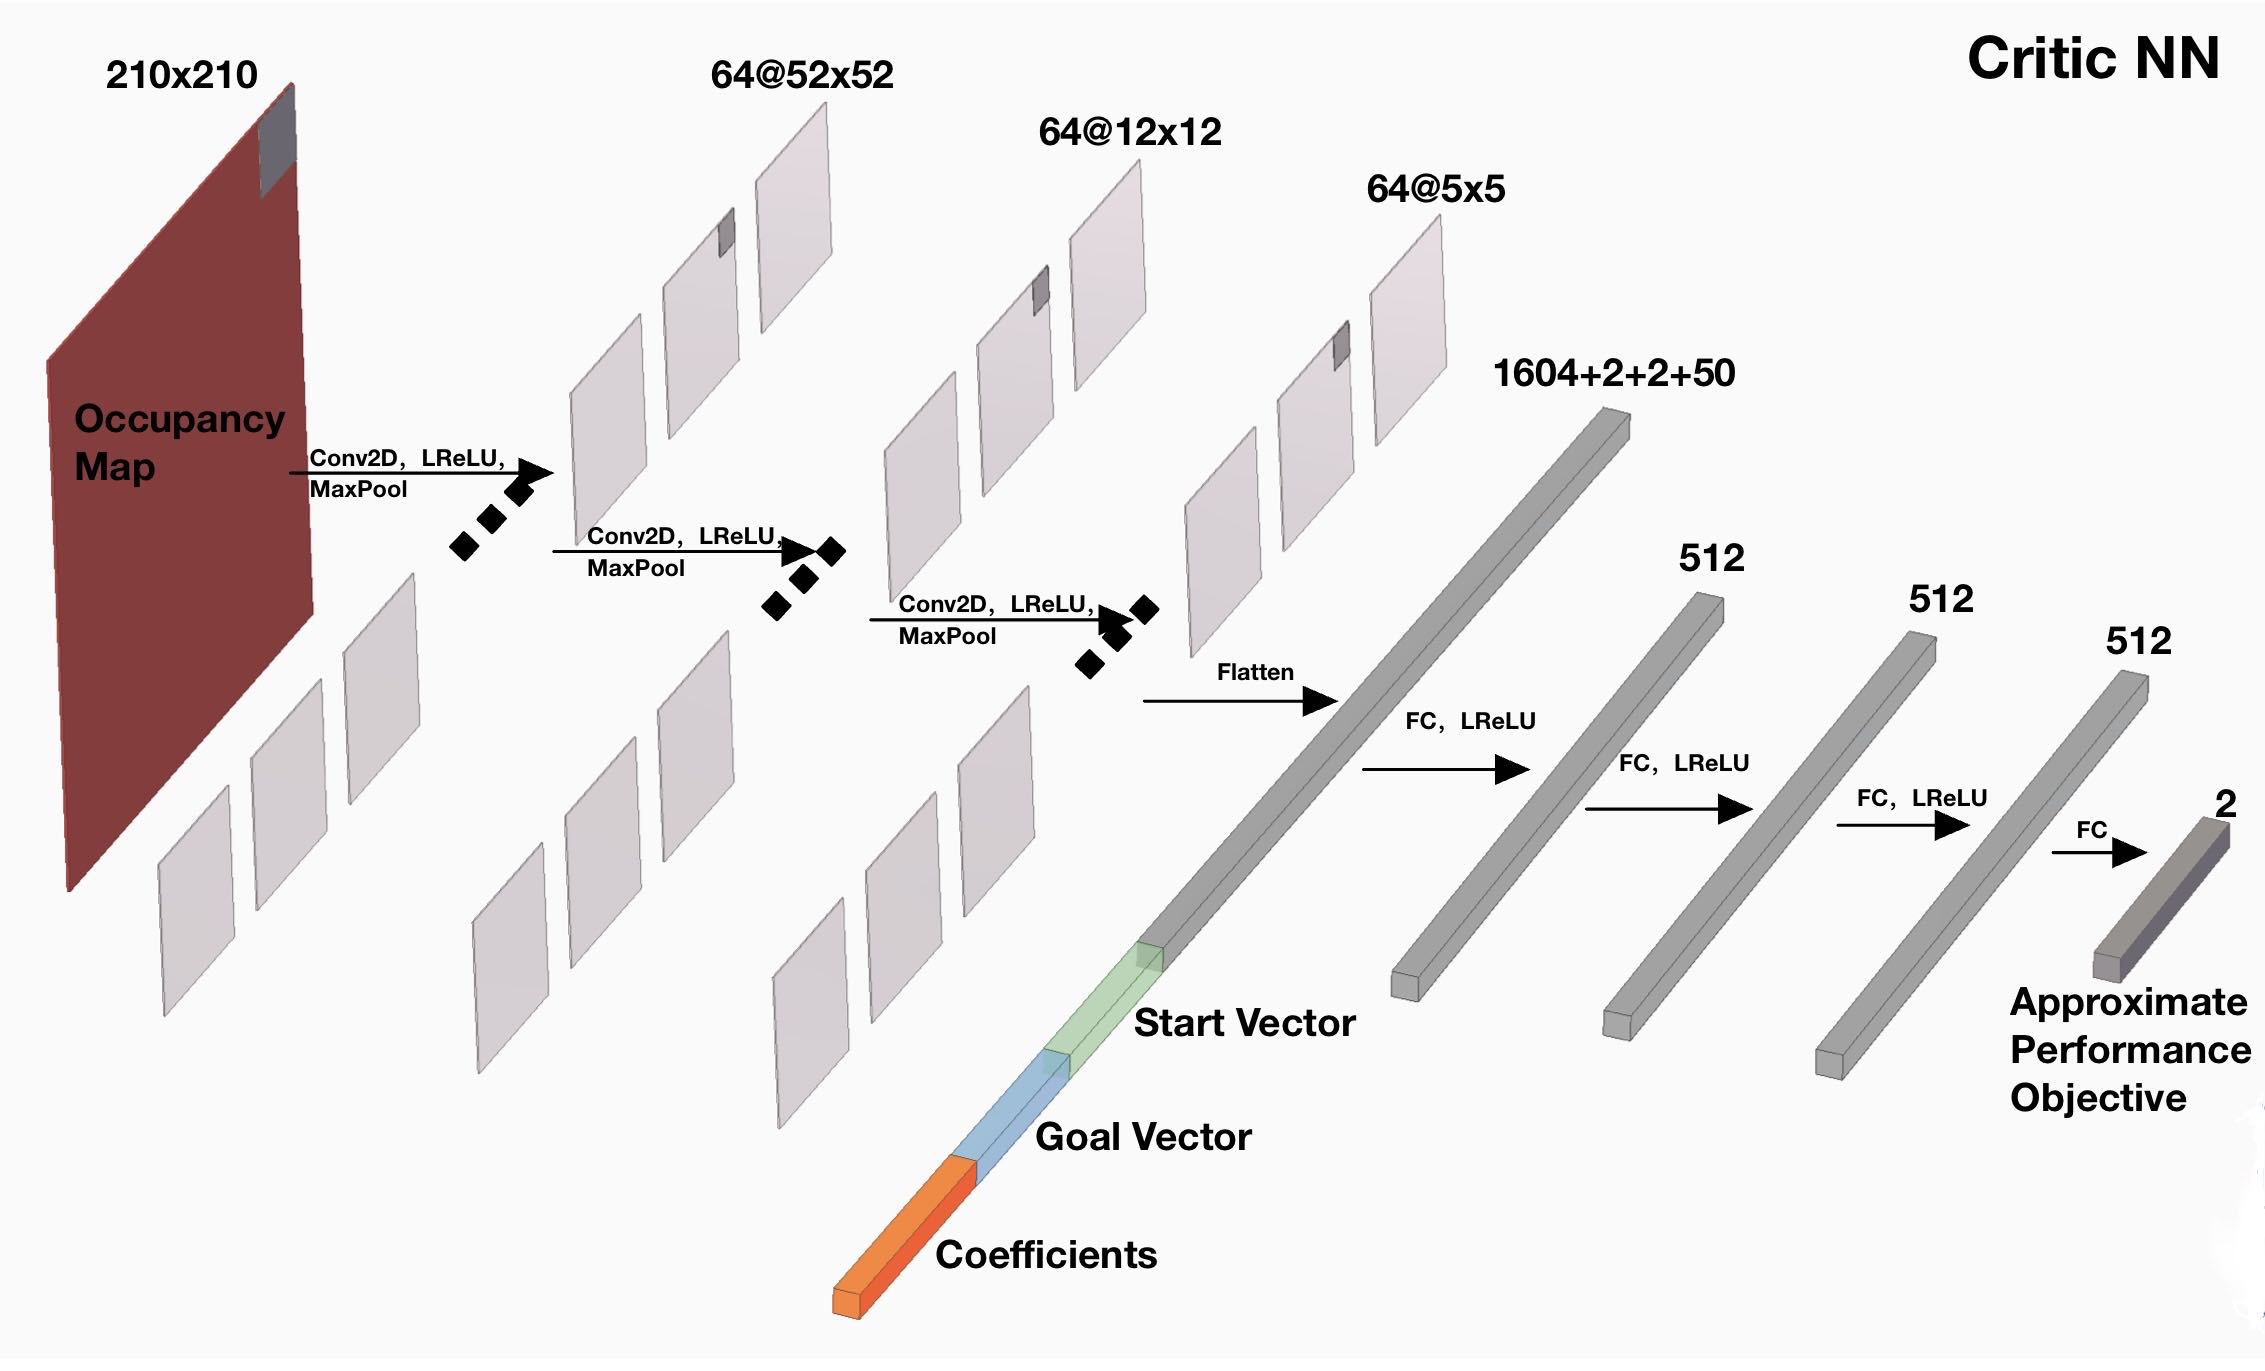 Critic NN
210x210
64@52x52
64@12x12
64@5x5
1604+2+2+50
512
512
512
2
Occupancy
Map
Conv2D, LReLU,
MaxPool
Conv2D, LReLU,
MaxPool
Conv2D, LReLU,
MaxPool
Flatten
FC, LReLU
FC, LReLU
FC, LReLU
FC
Start Vector
Goal Vector
Coefficients
Approximate
Performance
Objective